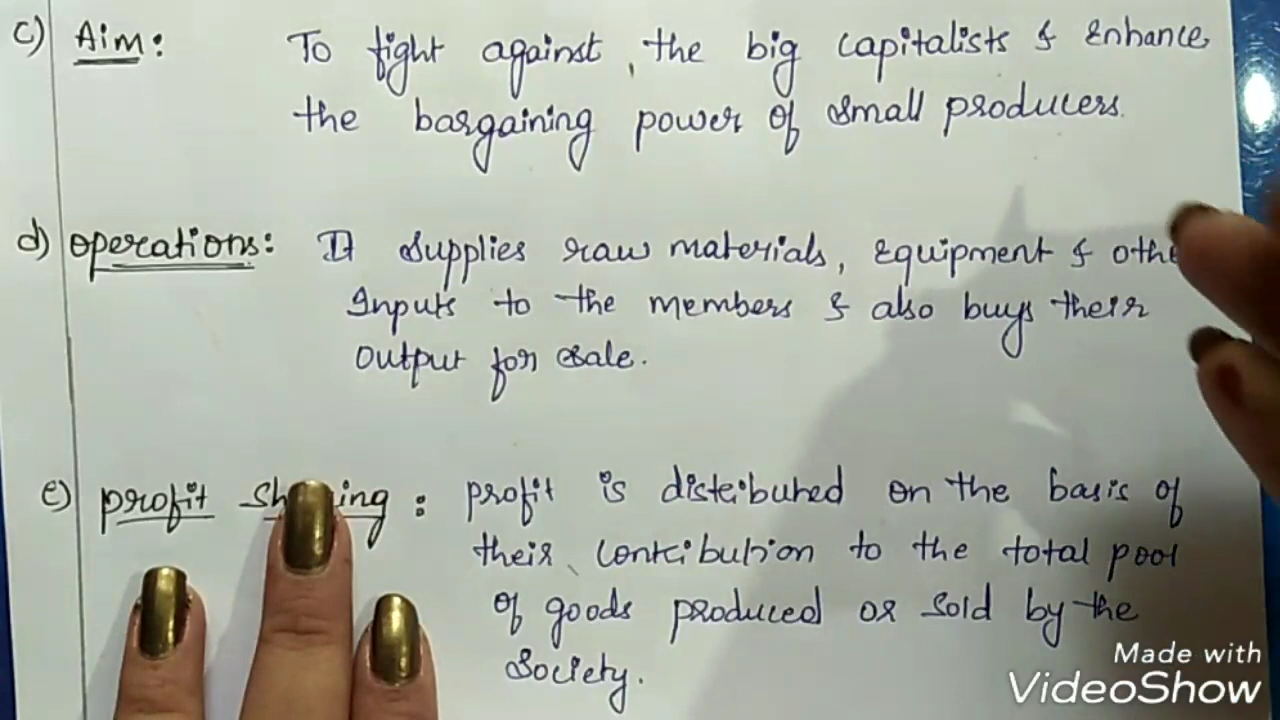 c) Aim: To fight against the big capitalists & Enhance
the bargaining power of small producers.
d) Operations: It supplies raw materials, Equipment & othe
Inputs to the members & also buys their
Output for sale.
e) profit sharing: profit is distributed on the basis of
their contribution to the total pool
of goods produced or sold by the
Society.
Made with
VideoShow